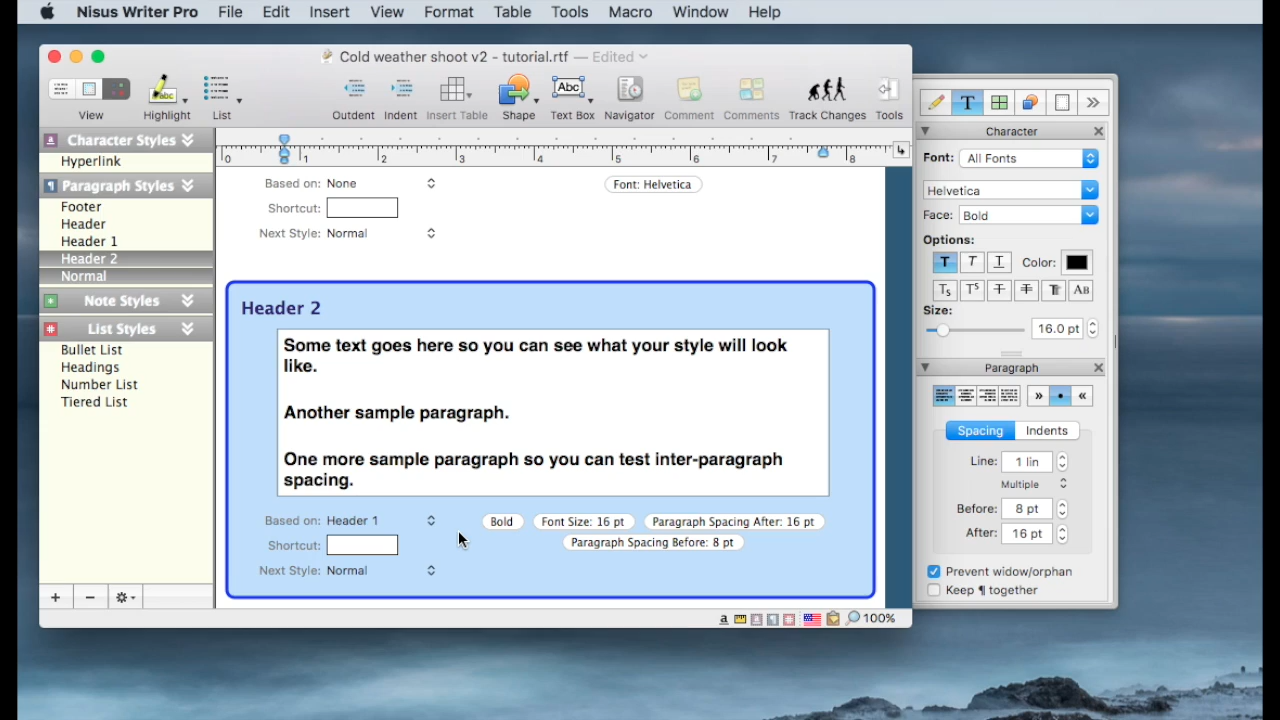 Nisus Writer Pro File Edit Insert View Format Table Tools Macro Window Help
Cold weather shoot v2 - tutorial.rtf — Edited
abc Abc
View Highlight List Outdent Indent Insert Table Shape Text Box Navigator Comment Comments Track Changes Tools
a Character Styles
Hyperlink
¶ Paragraph Styles
Footer
Header
Header 1
Header 2
Normal
Note Styles
List Styles
Bullet List
Headings
Number List
Tiered List
0 1 2 3 4 5 6 7 8
Based on: None
Font: Helvetica
Shortcut:
Next Style: Normal
Header 2
Some text goes here so you can see what your style will look
like.
Another sample paragraph.
One more sample paragraph so you can test inter-paragraph
spacing.
Based on: Header 1
Bold Font Size: 16 pt Paragraph Spacing After: 16 pt
Paragraph Spacing Before: 8 pt
Shortcut:
Next Style: Normal
a ¶ 100%
T
Character
Font: All Fonts
Helvetica
Face: Bold
Options:
T T T Color:
Ts Ts T T T AB
Size:
16.0 pt
Paragraph
Spacing Indents
Line: 1 lin
Multiple
Before: 8 pt
After: 16 pt
Prevent widow/orphan
Keep ¶ together